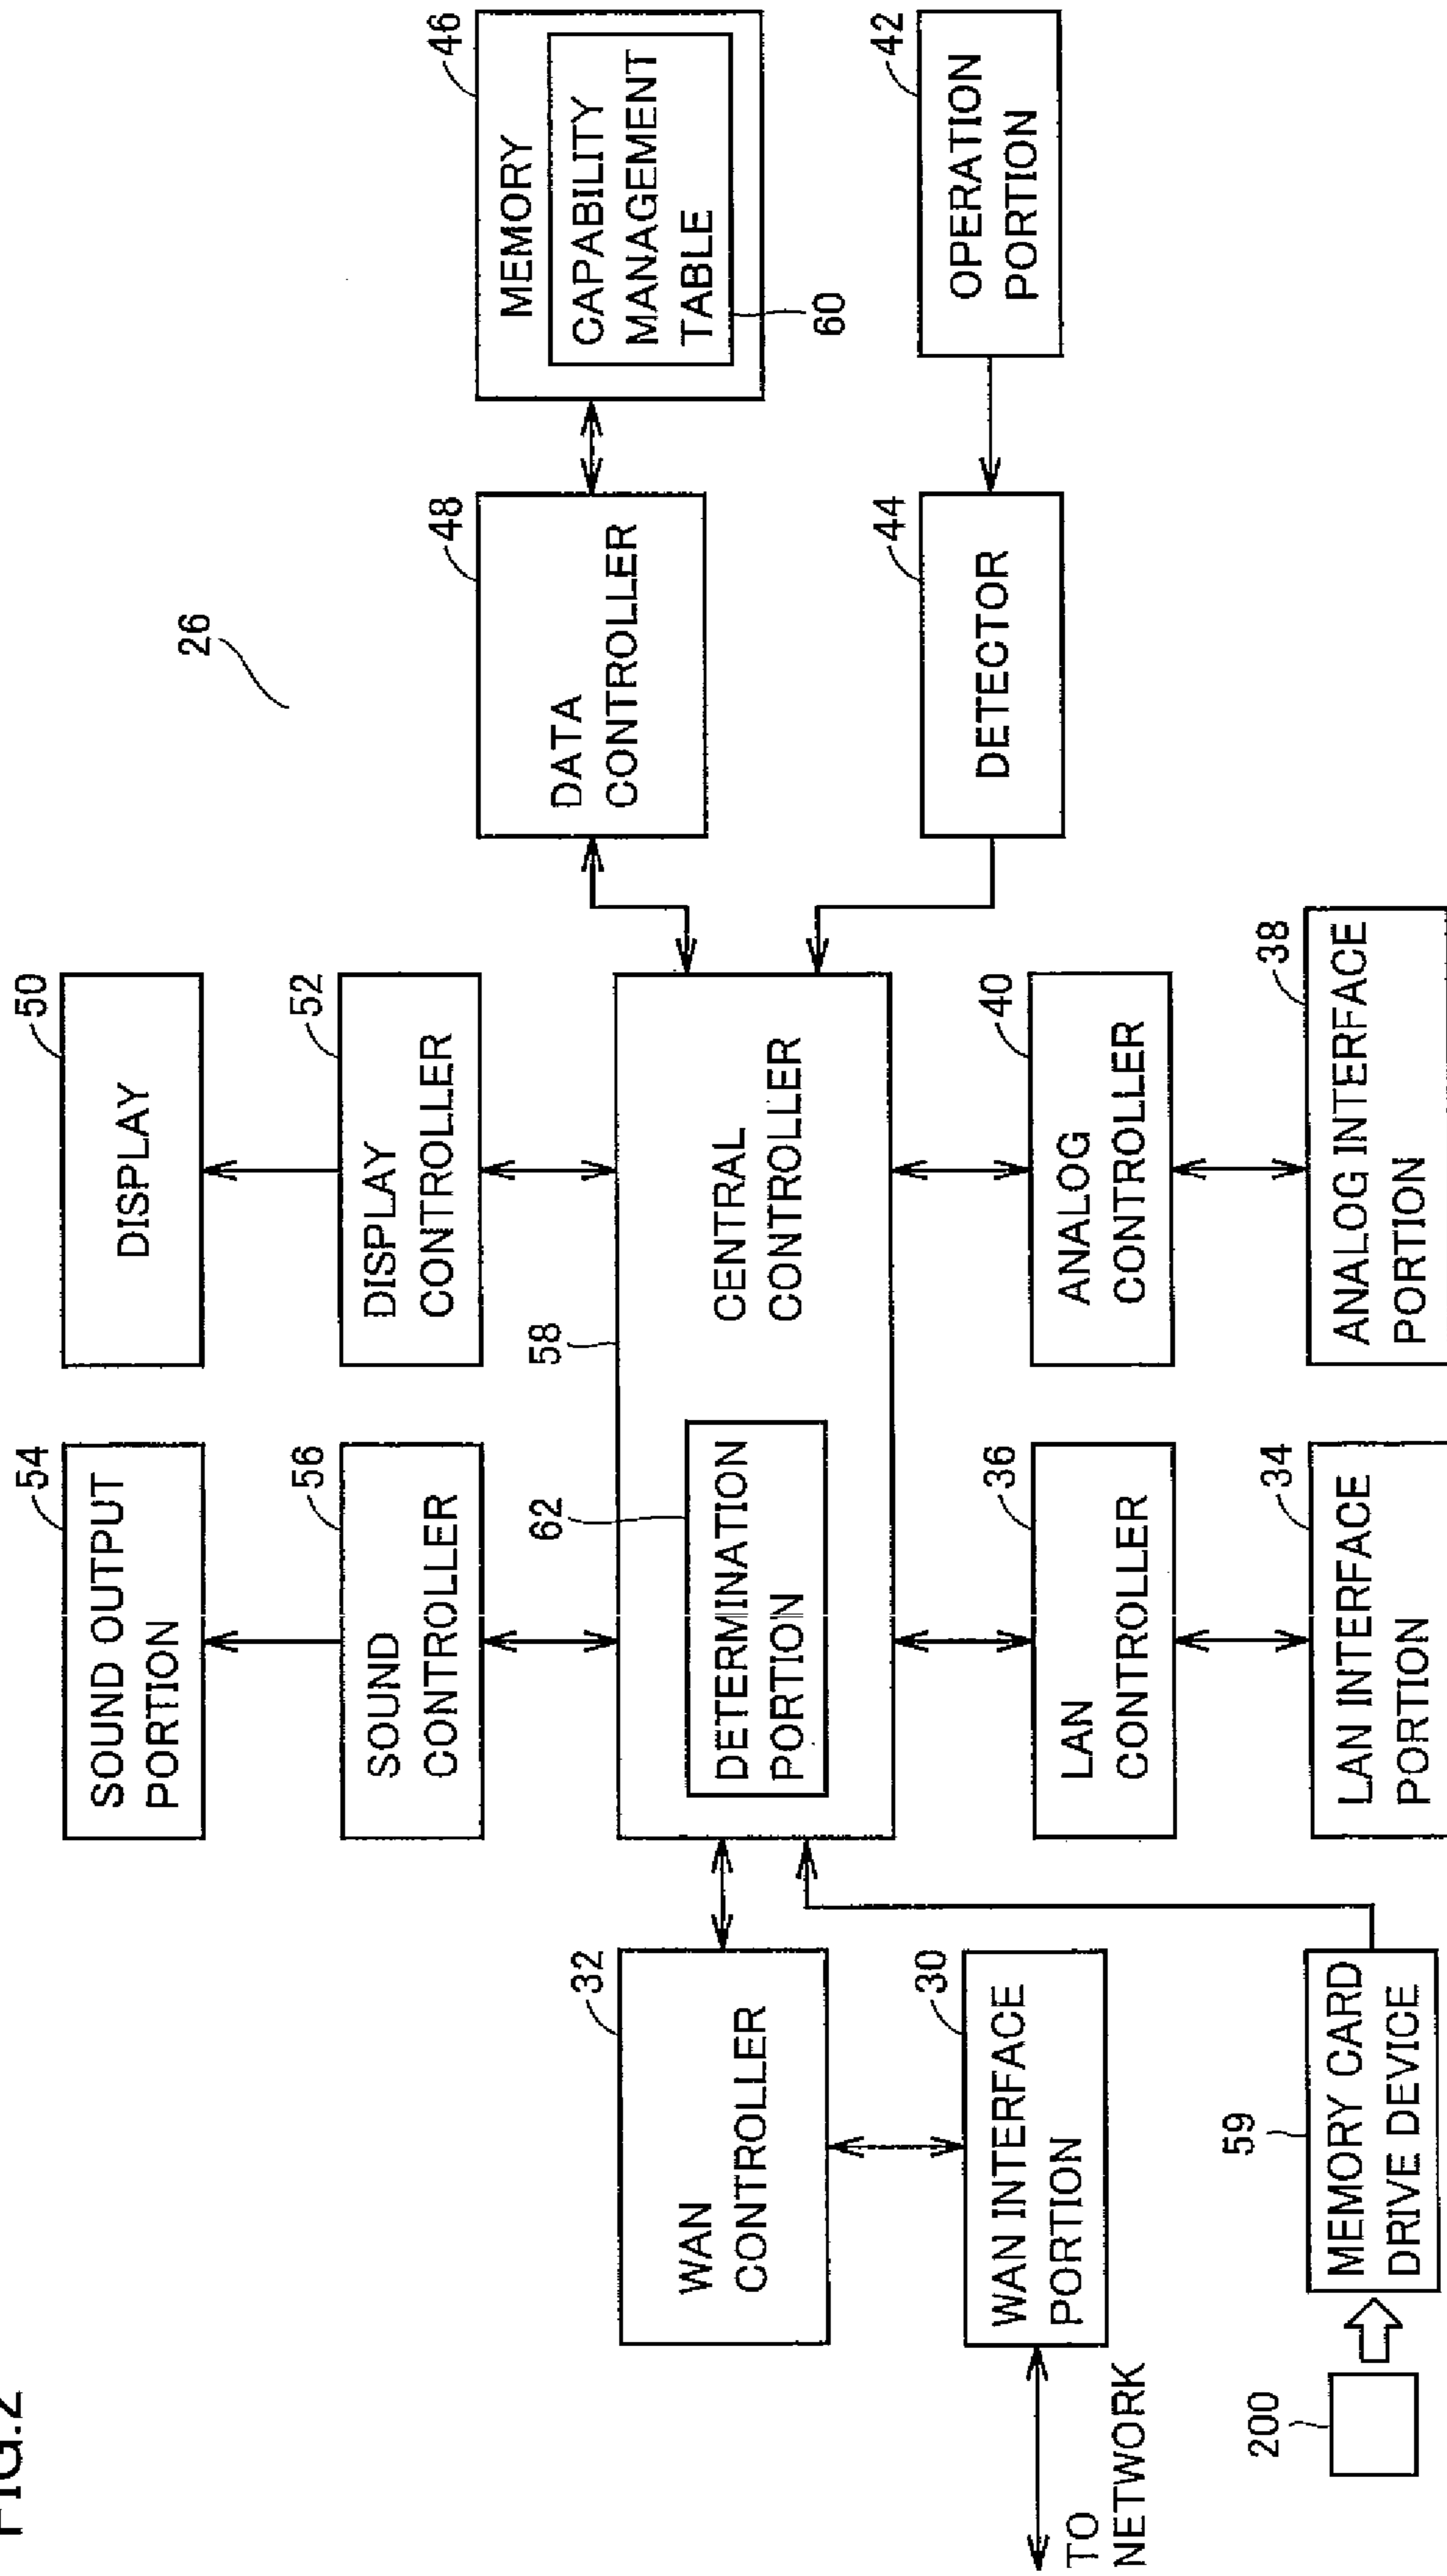 FIG.2
26
54
SOUND OUTPUT
PORTION
50
DISPLAY
56
SOUND
CONTROLLER
52
DISPLAY
CONTROLLER
48
DATA
CONTROLLER
46
MEMORY
CAPABILITY
MANAGEMENT
TABLE
60
32
WAN
CONTROLLER
62
DETERMINATION
PORTION
58
CENTRAL
CONTROLLER
44
DETECTOR
42
OPERATION
PORTION
30
WAN INTERFACE
PORTION
TO
NETWORK
36
LAN
CONTROLLER
40
ANALOG
CONTROLLER
200
59
MEMORY CARD
DRIVE DEVICE
34
LAN INTERFACE
PORTION
38
ANALOG INTERFACE
PORTION